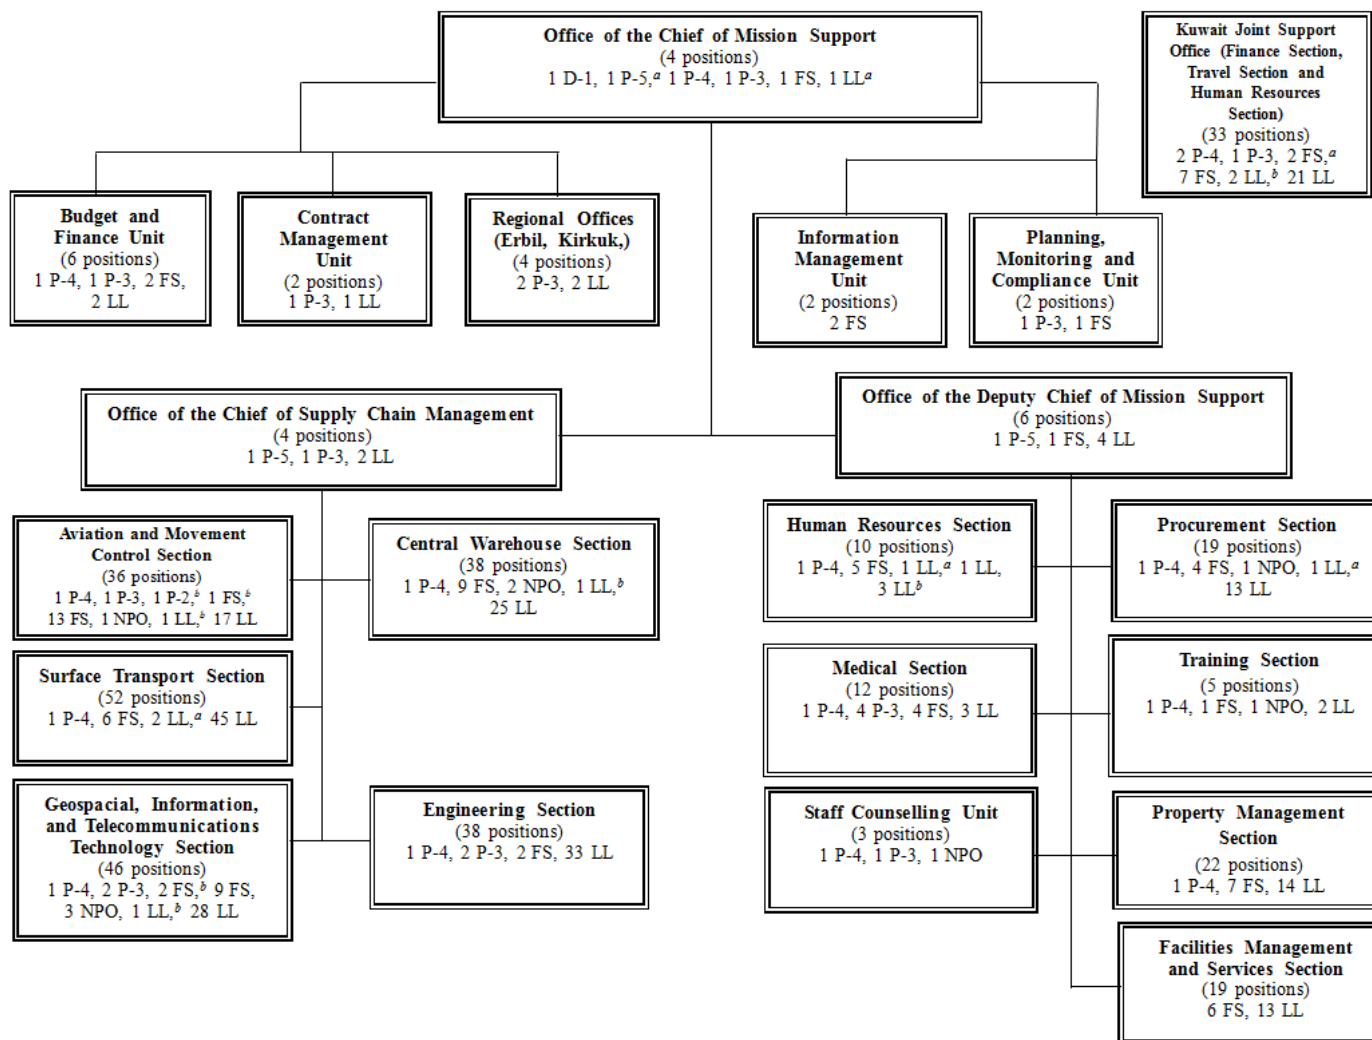 Office of the Chief of Mission Support
(4 positions)
1 D-1, 1 P-5,ᵃ 1 P-4, 1 P-3, 1 FS, 1 LLᵃ
Kuwait Joint Support
Office (Finance Section,
Travel Section and
Human Resources
Section)
(33 positions)
2 P-4, 1 P-3, 2 FS,ᵃ
7 FS, 2 LL,ᵇ 21 LL
Budget and
Finance Unit
(6 positions)
1 P-4, 1 P-3, 2 FS,
2 LL
Contract
Management
Unit
(2 positions)
1 P-3, 1 LL
Regional Offices
(Erbil, Kirkuk,)
(4 positions)
2 P-3, 2 LL
Information
Management
Unit
(2 positions)
2 FS
Planning,
Monitoring and
Compliance Unit
(2 positions)
1 P-3, 1 FS
Office of the Chief of Supply Chain Management
(4 positions)
1 P-5, 1 P-3, 2 LL
Office of the Deputy Chief of Mission Support
(6 positions)
1 P-5, 1 FS, 4 LL
Aviation and Movement
Control Section
(36 positions)
1 P-4, 1 P-3, 1 P-2,ᵇ 1 FS,ᵇ
13 FS, 1 NPO, 1 LL,ᵇ 17 LL
Central Warehouse Section
(38 positions)
1 P-4, 9 FS, 2 NPO, 1 LL,ᵇ
25 LL
Surface Transport Section
(52 positions)
1 P-4, 6 FS, 2 LL,ᵃ 45 LL
Geospacial, Information,
and Telecommunications
Technology Section
(46 positions)
1 P-4, 2 P-3, 2 FS,ᵇ 9 FS,
3 NPO, 1 LL,ᵇ 28 LL
Engineering Section
(38 positions)
1 P-4, 2 P-3, 2 FS, 33 LL
Human Resources Section
(10 positions)
1 P-4, 5 FS, 1 LL,ᵃ 1 LL,
3 LLᵇ
Procurement Section
(19 positions)
1 P-4, 4 FS, 1 NPO, 1 LL,ᵃ
13 LL
Medical Section
(12 positions)
1 P-4, 4 P-3, 4 FS, 3 LL
Training Section
(5 positions)
1 P-4, 1 FS, 1 NPO, 2 LL
Staff Counselling Unit
(3 positions)
1 P-4, 1 P-3, 1 NPO
Property Management
Section
(22 positions)
1 P-4, 7 FS, 14 LL
Facilities Management
and Services Section
(19 positions)
6 FS, 13 LL